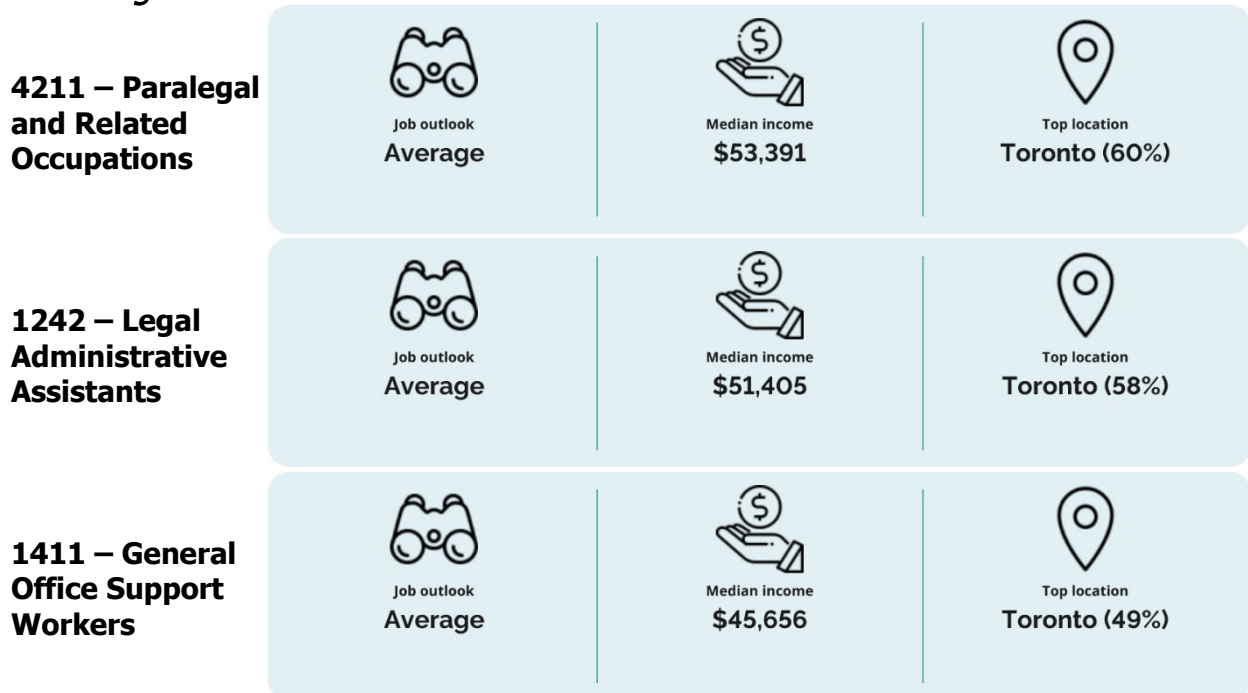 4211 – Paralegal
and Related
Occupations
Job outlook
Average
Median income
$53,391
Top location
Toronto (60%)
1242 – Legal
Administrative
Assistants
Job outlook
Average
Median income
$51,405
Top location
Toronto (58%)
1411 – General
Office Support
Workers
Job outlook
Average
Median income
$45,656
Top location
Toronto (49%)